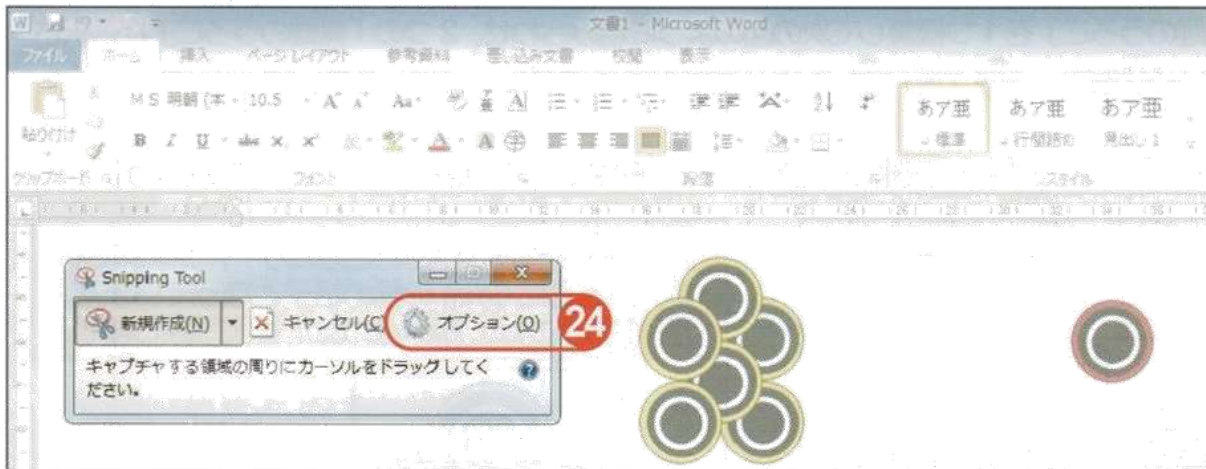 文書1 - Microsoft Word
ファイル ホーム 挿入 ページ レイアウト 参考資料 差し込み文書 校閲 表示
MS 明朝 (本 10.5 A A Aa A
あア亜 あア亜 あア亜
貼り付け B I U abc x, x² A A
標準 行間詰め 見出し 1
クリップボード フォント 段落 スタイル
Snipping Tool
新規作成(N) キャンセル(C) オプション(O) 24
キャプチャする領域の周りにカーソルをドラッグしてく
ださい。